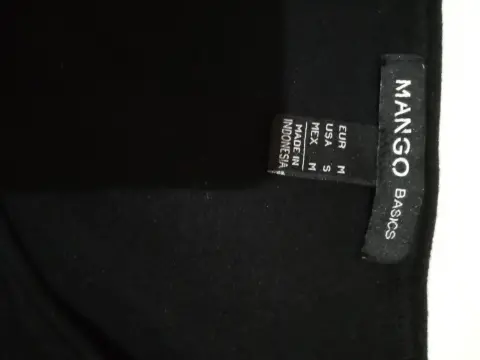 MANGO BASICS
EUR M
USA S
MEX M
MADE IN
INDONESIA